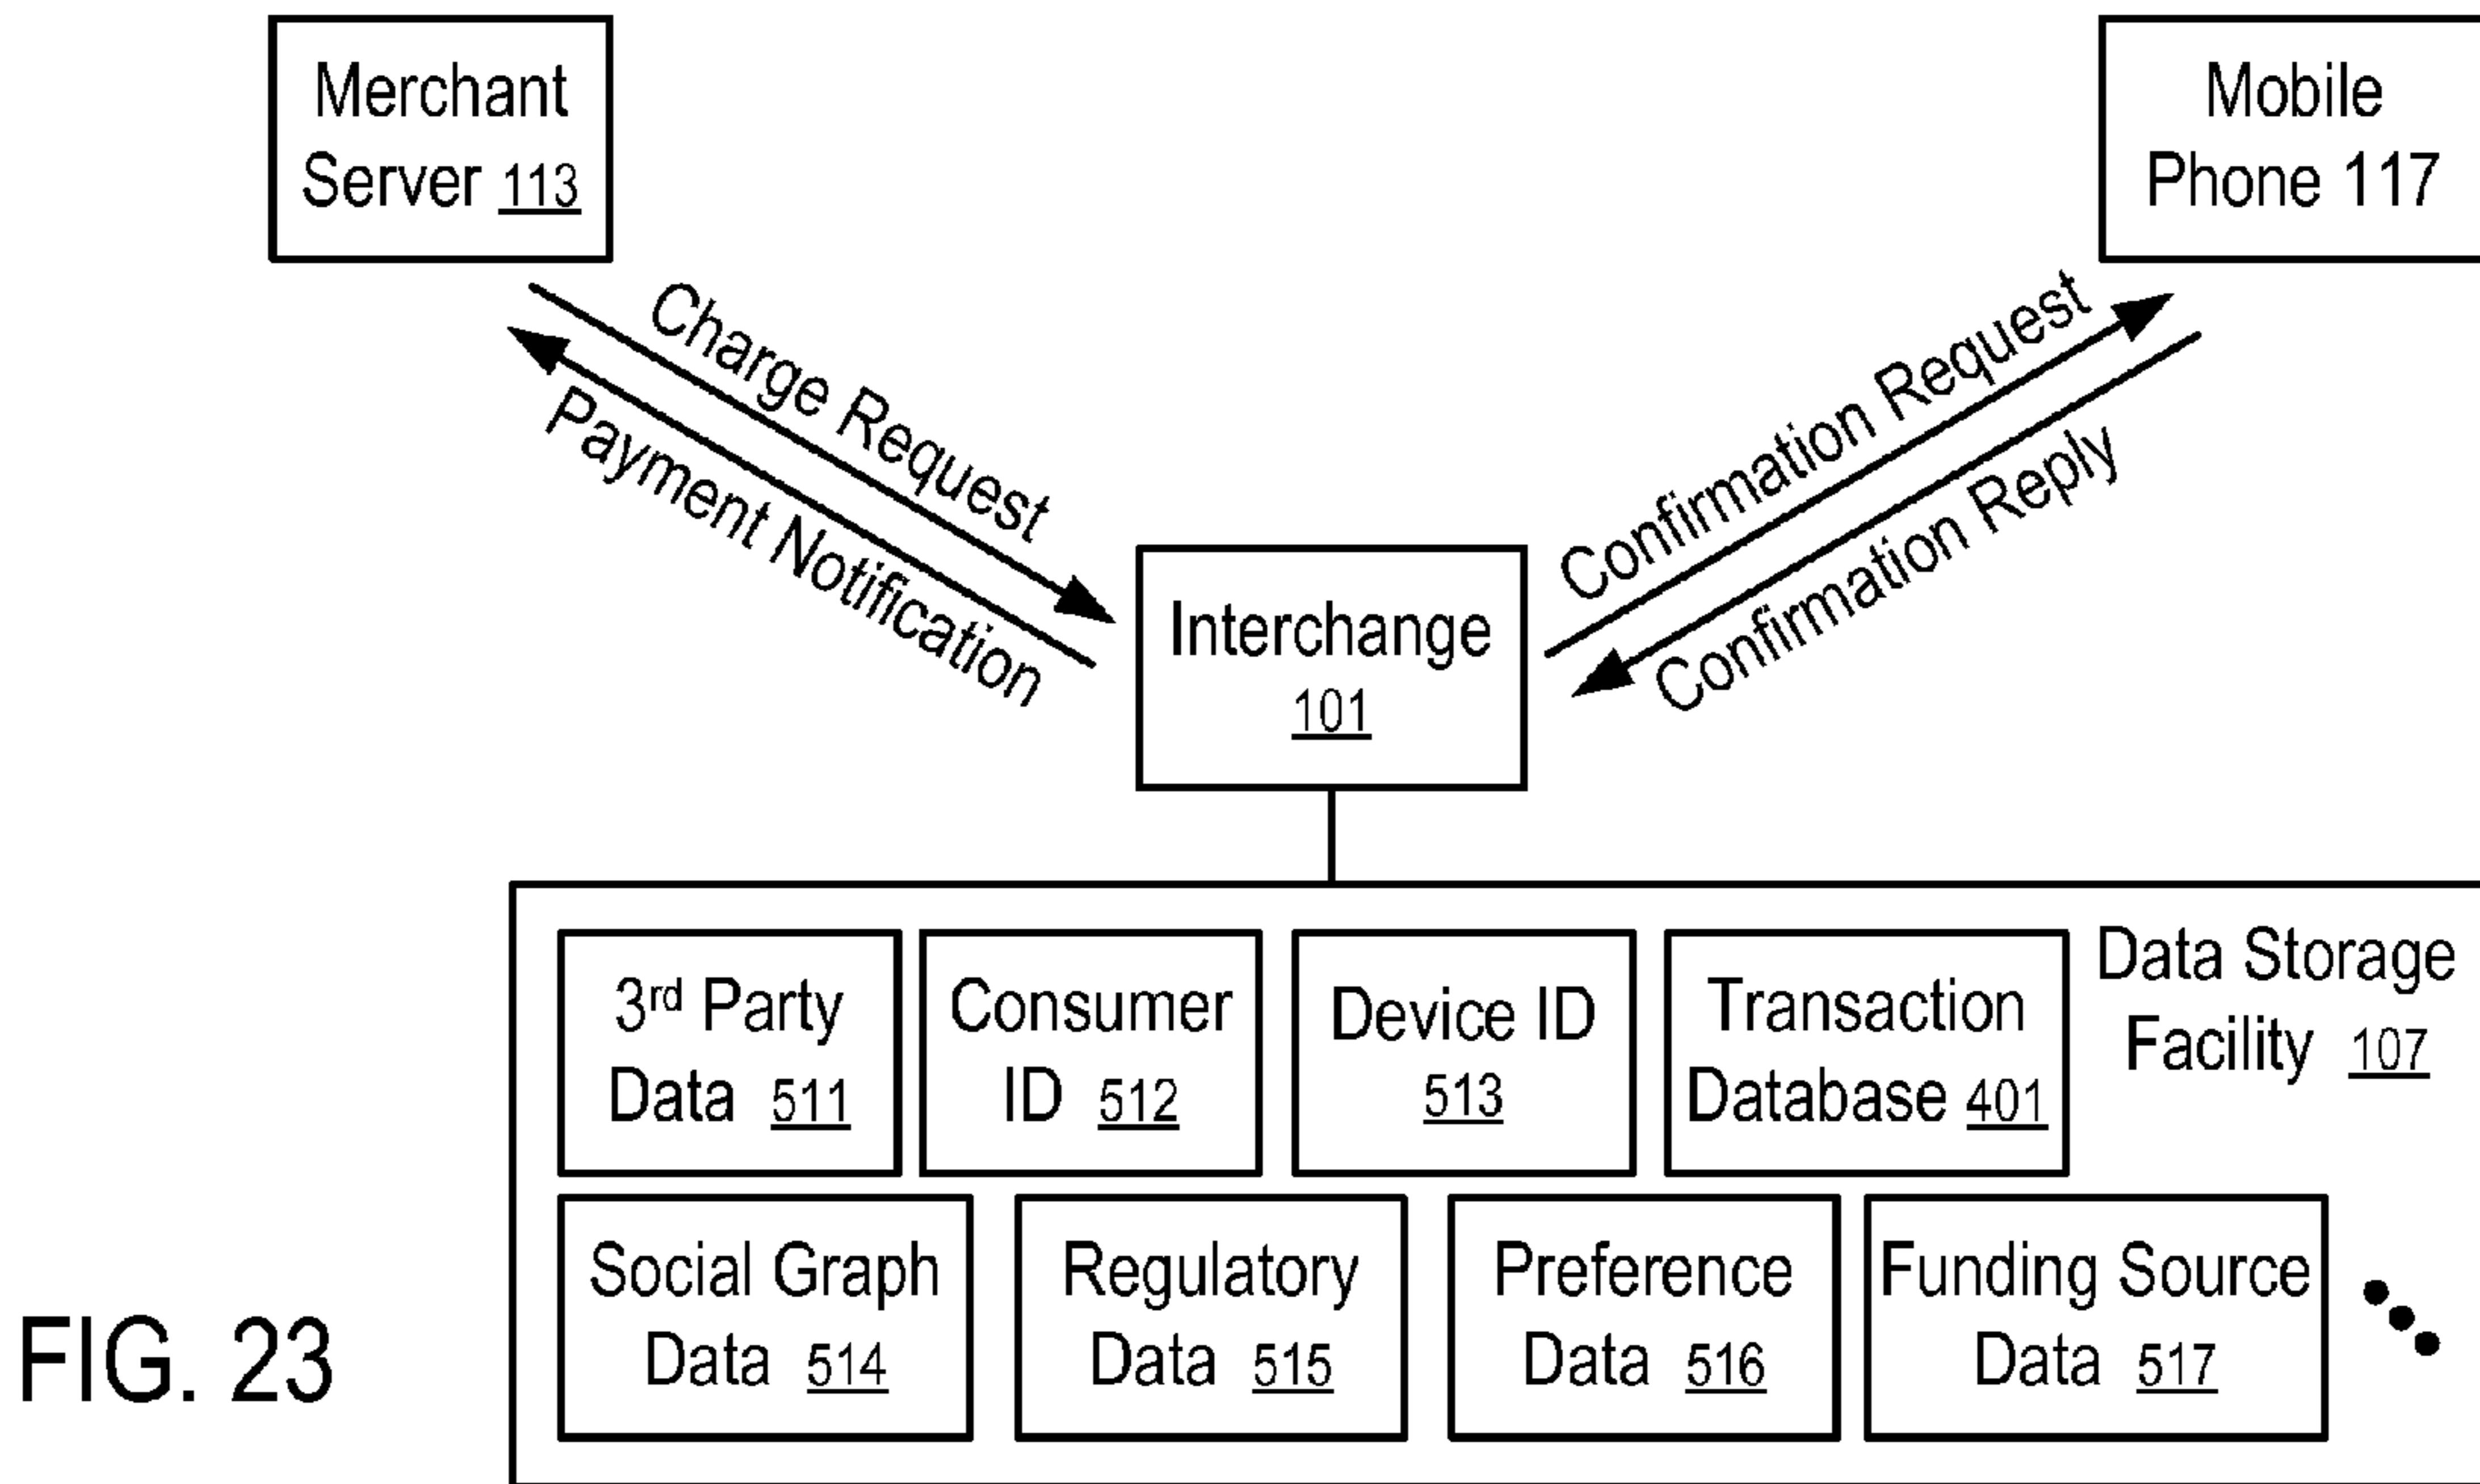 Merchant
Server 113
Mobile
Phone 117
Charge Request
Payment Notification
Confirmation Request
Confirmation Reply
Interchange
101
Data Storage
Facility 107
3rd Party
Data 511
Consumer
ID 512
Device ID
513
Transaction
Database 401
Social Graph
Data 514
Regulatory
Data 515
Preference
Data 516
Funding Source
Data 517
FIG. 23